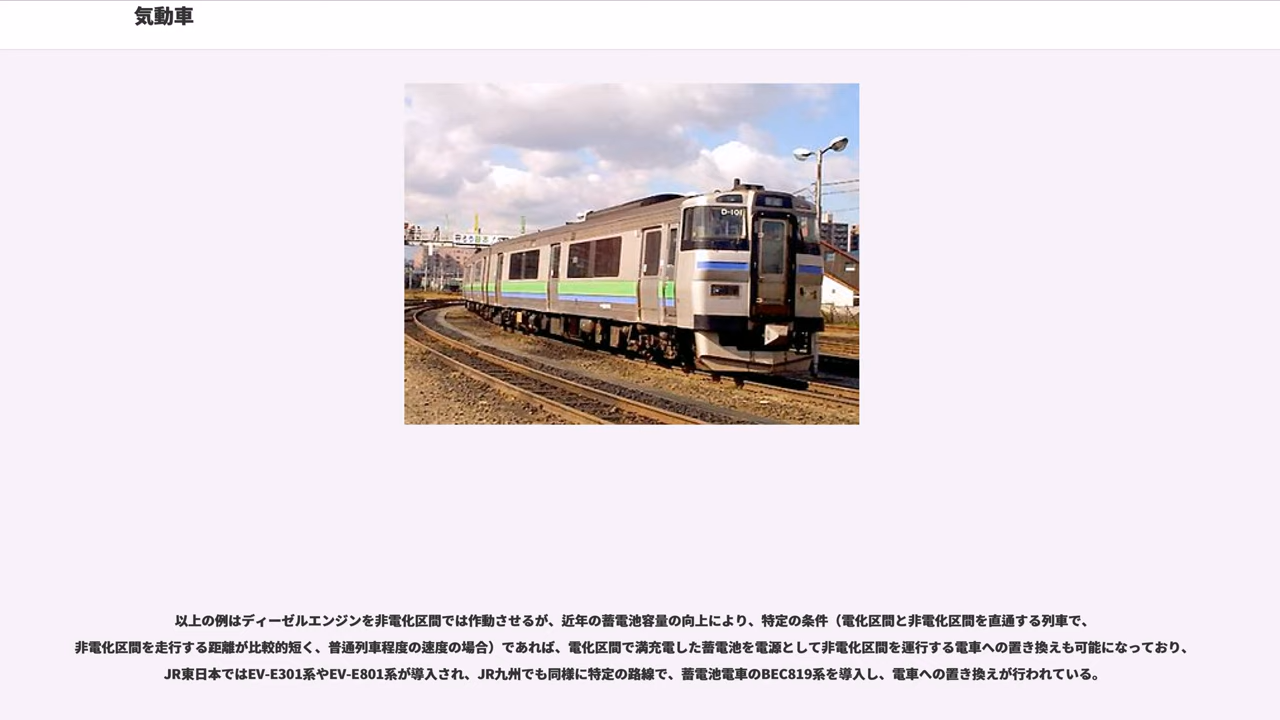 気動車
D-101
以上の例はディーゼルエンジンを非電化区間では作動させるが、近年の蓄電池容量の向上により、特定の条件（電化区間と非電化区間を直通する列車で、
非電化区間を走行する距離が比較的短く、普通列車程度の速度の場合）であれば、電化区間で満充電した蓄電池を電源として非電化区間を運行する電車への置き換えも可能になっており、
JR東日本ではEV-E301系やEV-E801系が導入され、JR九州でも同様に特定の路線で、蓄電池電車のBEC819系を導入し、電車への置き換えが行われている。